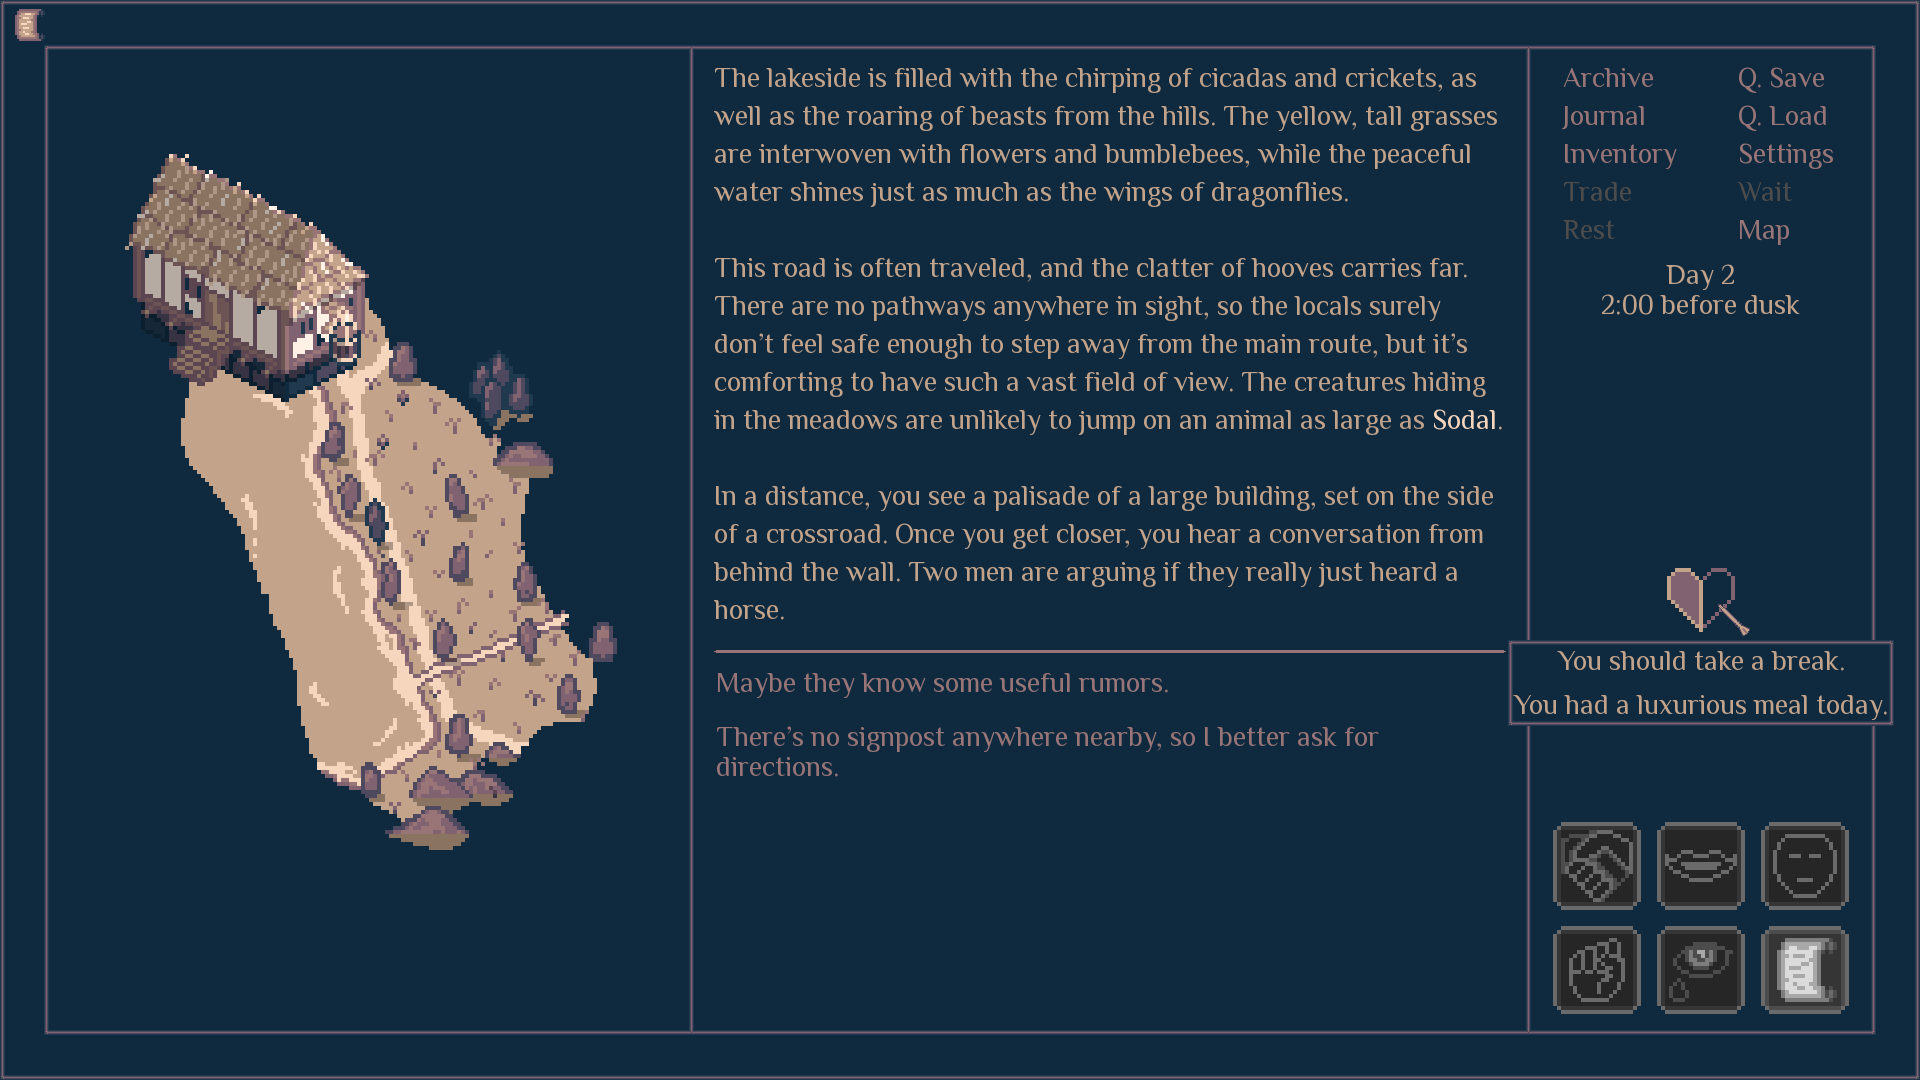 The lakeside is filled with the chirping of cicadas and crickets, as
well as the roaring of beasts from the hills. The yellow, tall grasses
are interwoven with flowers and bumblebees, while the peaceful
water shines just as much as the wings of dragonflies.
This road is often traveled, and the clatter of hooves carries far.
There are no pathways anywhere in sight, so the locals surely
don't feel safe enough to step away from the main route, but it's
comforting to have such a vast field of view. The creatures hiding
in the meadows are unlikely to jump on an animal as large as Sodal.
In a distance, you see a palisade of a large building, set on the side
of a crossroad. Once you get closer, you hear a conversation from
behind the wall. Two men are arguing if they really just heard a
horse.
Maybe they know some useful rumors.
There's no signpost anywhere nearby, so I better ask for
directions.
Archive
Q. Save
Journal
Q. Load
Inventory
Settings
Trade
Wait
Rest
Map
Day 2
2:00 before dusk
You should take a break.
You had a luxurious meal today.